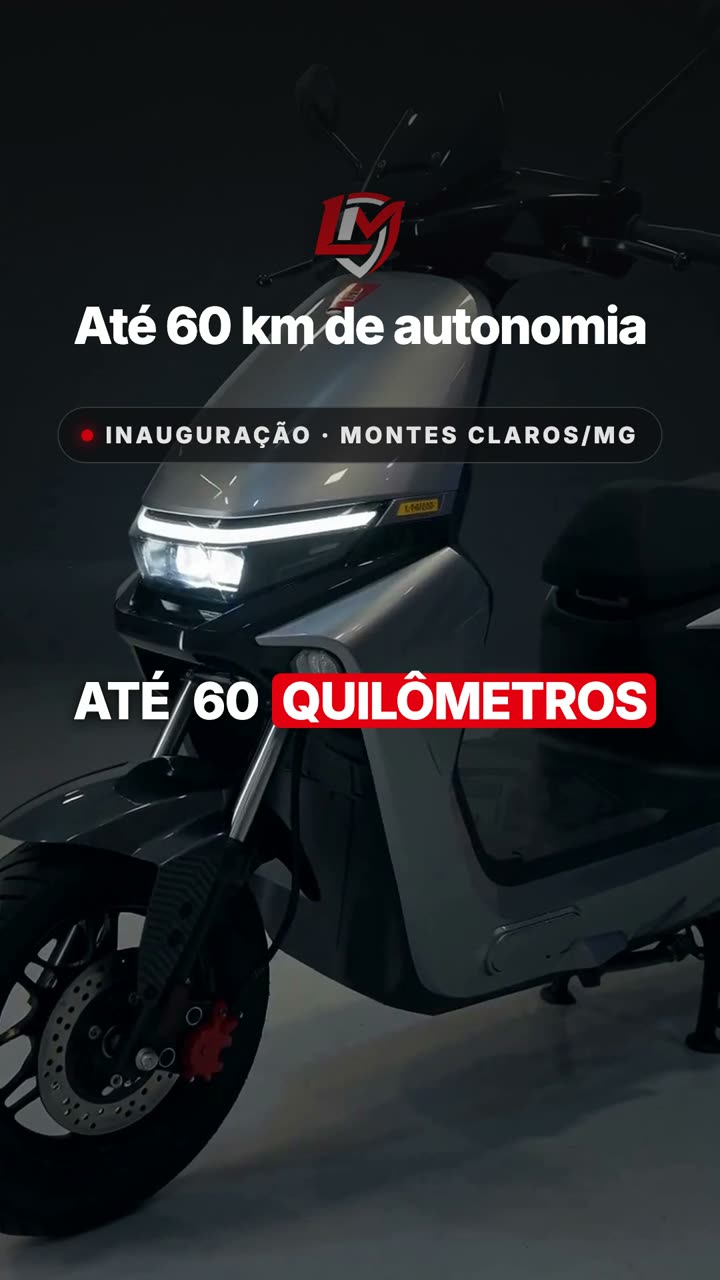 LM
Até 60 km de autonomia
INAUGURAÇÃO · MONTES CLAROS/MG
ATÉ 60 QUILÔMETROS